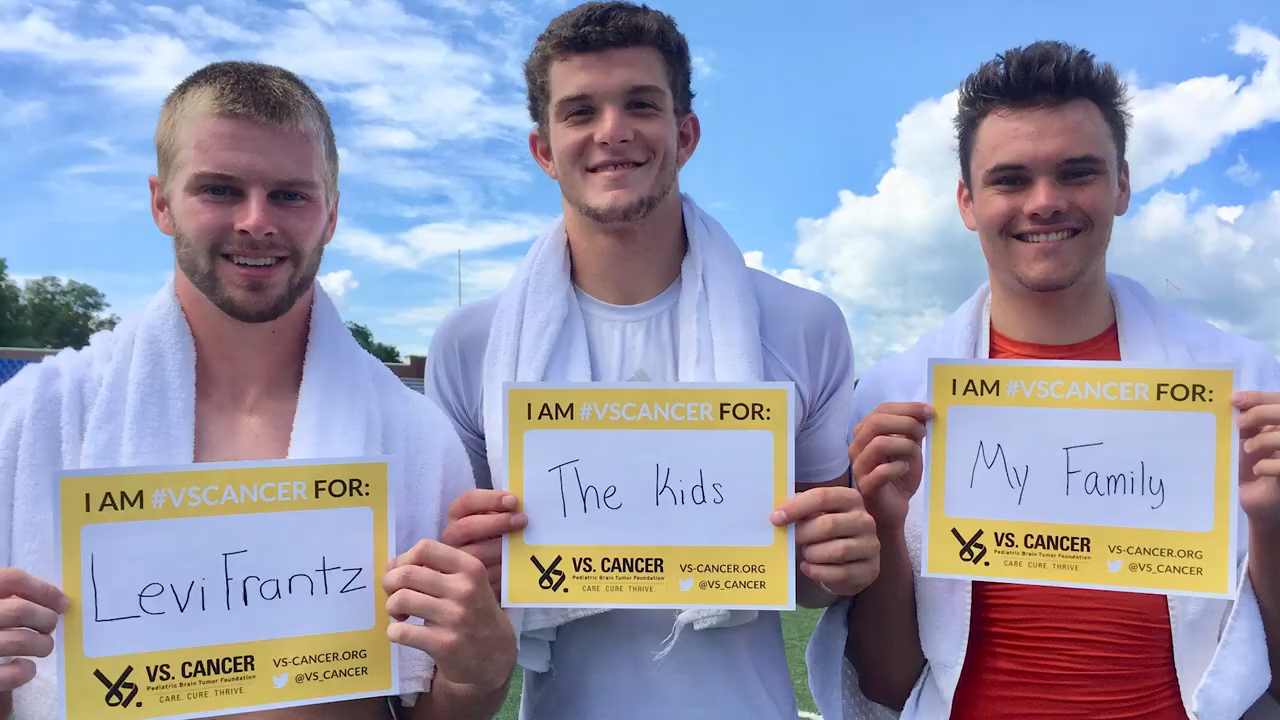 I AM #VSCANCER FOR:
Levi Frantz
VS. CANCER
Pediatric Brain Tumor Foundation
CARE CURE THRIVE
VS-CANCER.ORG
@VS_CANCER
I AM #VSCANCER FOR:
The Kids
VS. CANCER
Pediatric Brain Tumor Foundation
CARE CURE THRIVE
VS-CANCER.ORG
@VS_CANCER
I AM #VSCANCER FOR:
My Family
VS. CANCER
Pediatric Brain Tumor Foundation
CARE CURE THRIVE
VS-CANCER.ORG
@VS_CANCER